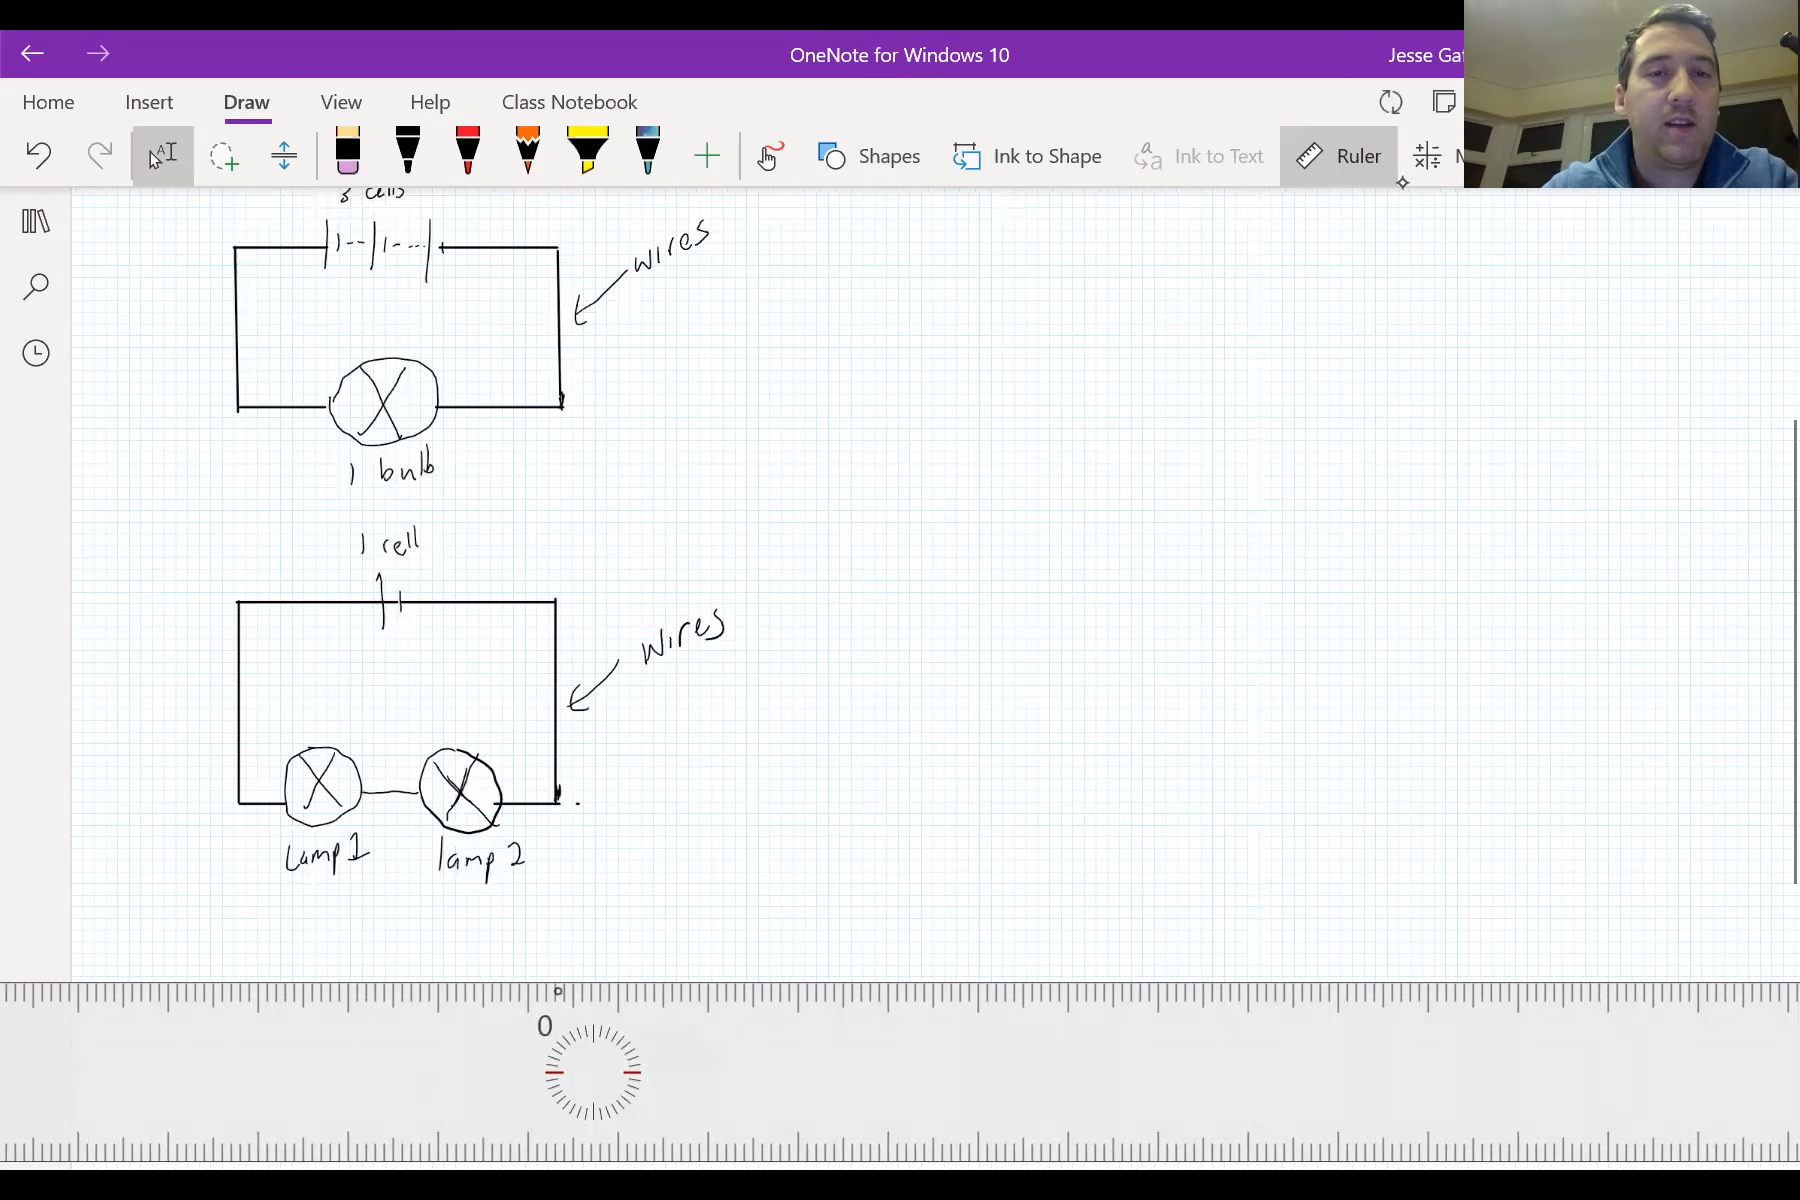 OneNote for Windows 10
Jesse Gaf
Home Insert Draw View Help Class Notebook
Shapes Ink to Shape Ink to Text Ruler M
3 cells
wires
1 bulb
1 cell
wires
Lamp 1 lamp 2
0